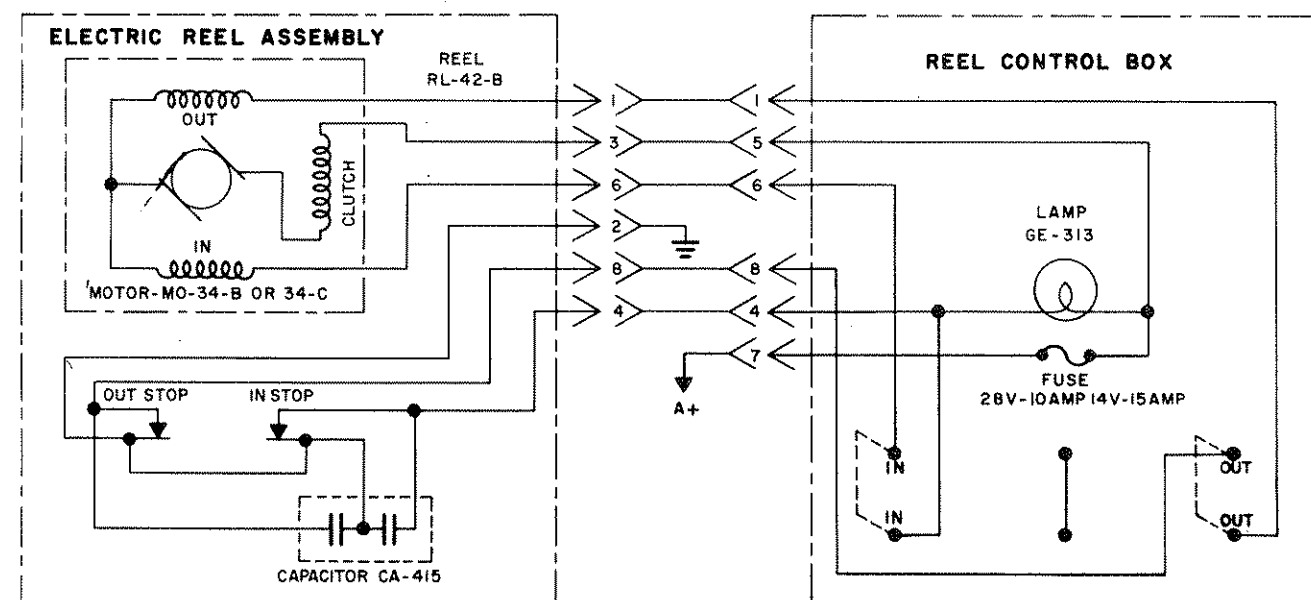 ELECTRIC REEL ASSEMBLY
REEL
RL-42-B
REEL CONTROL BOX
OUT
CLUTCH
IN
MOTOR-MO-34-B OR 34-C
1
3
6
2
8
4
1
5
6
8
4
7
A+
LAMP
GE-313
FUSE
28V-10AMP 14V-15AMP
OUT STOP
IN STOP
CAPACITOR CA-415
IN
IN
OUT
OUT